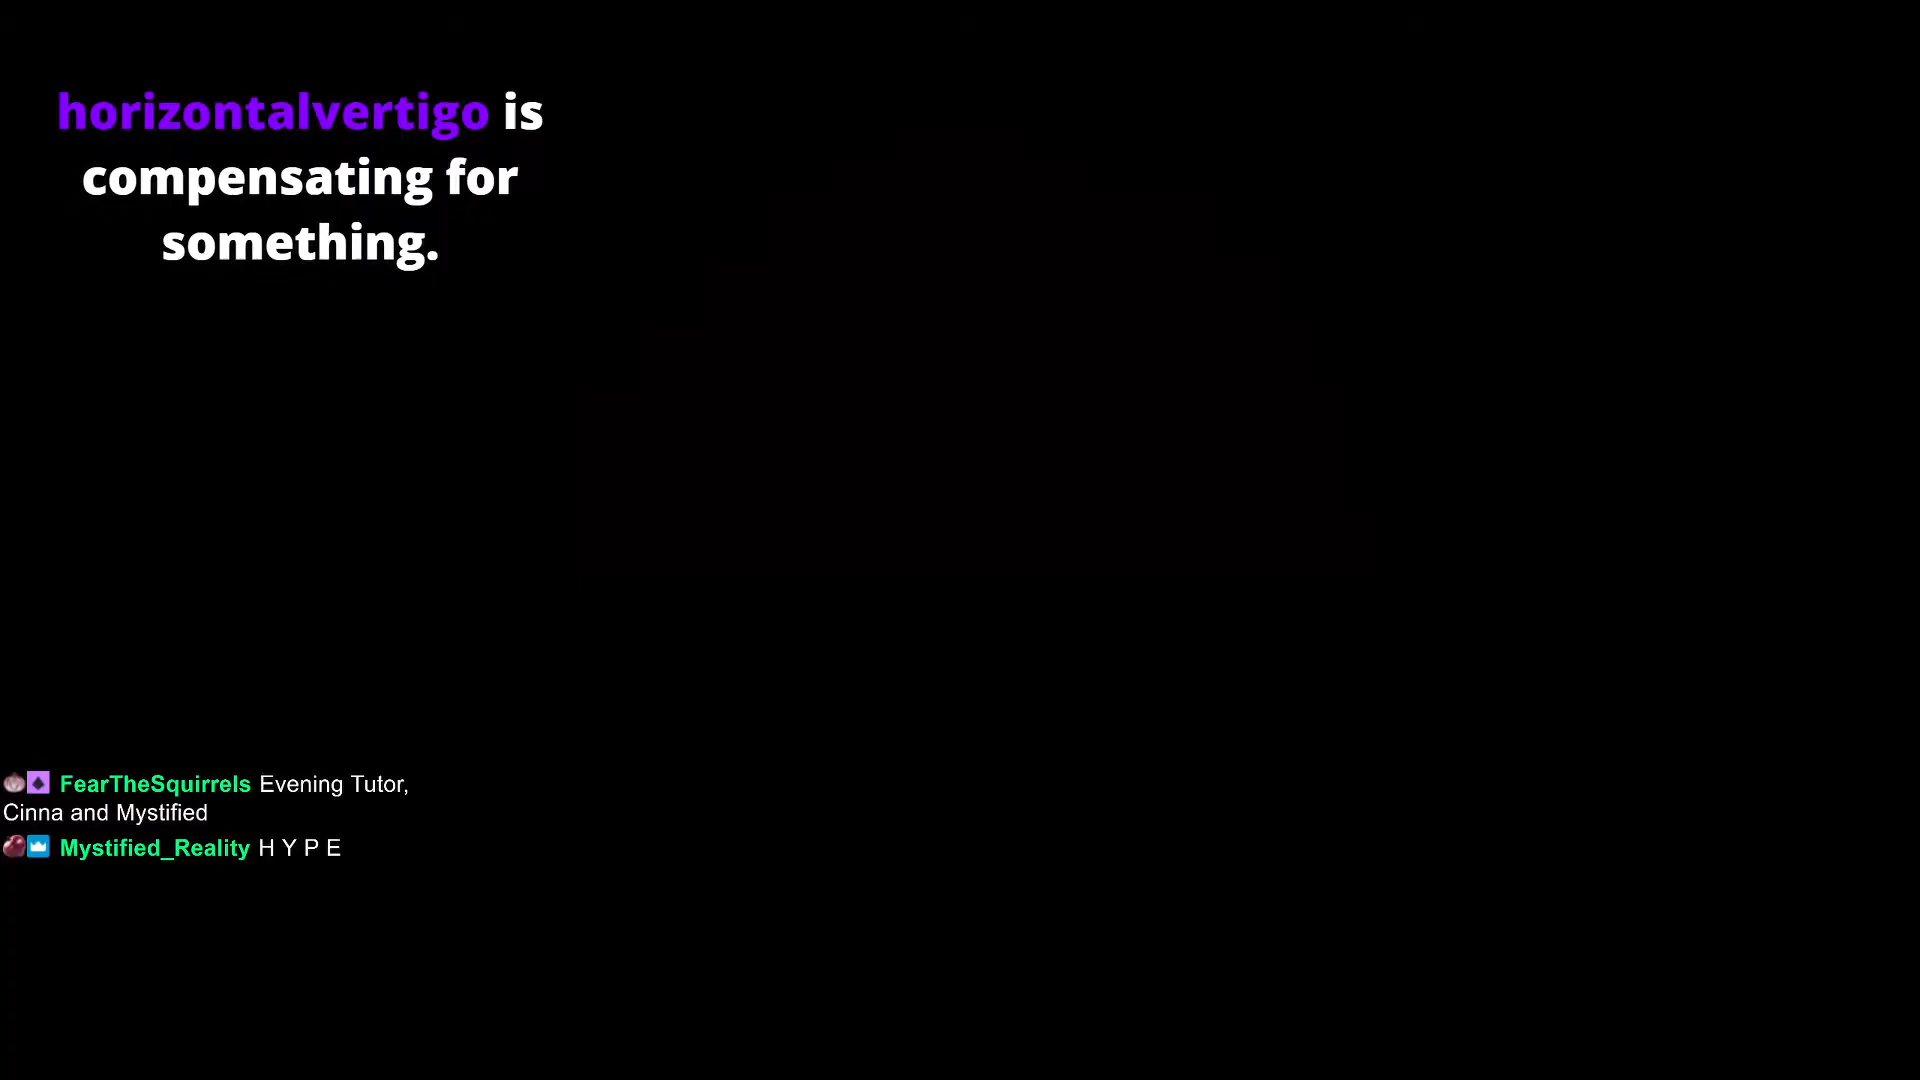 horizontalvertigo is
compensating for
something.
FearTheSquirrels Evening Tutor,
Cinna and Mystified
Mystified_Reality H Y P E